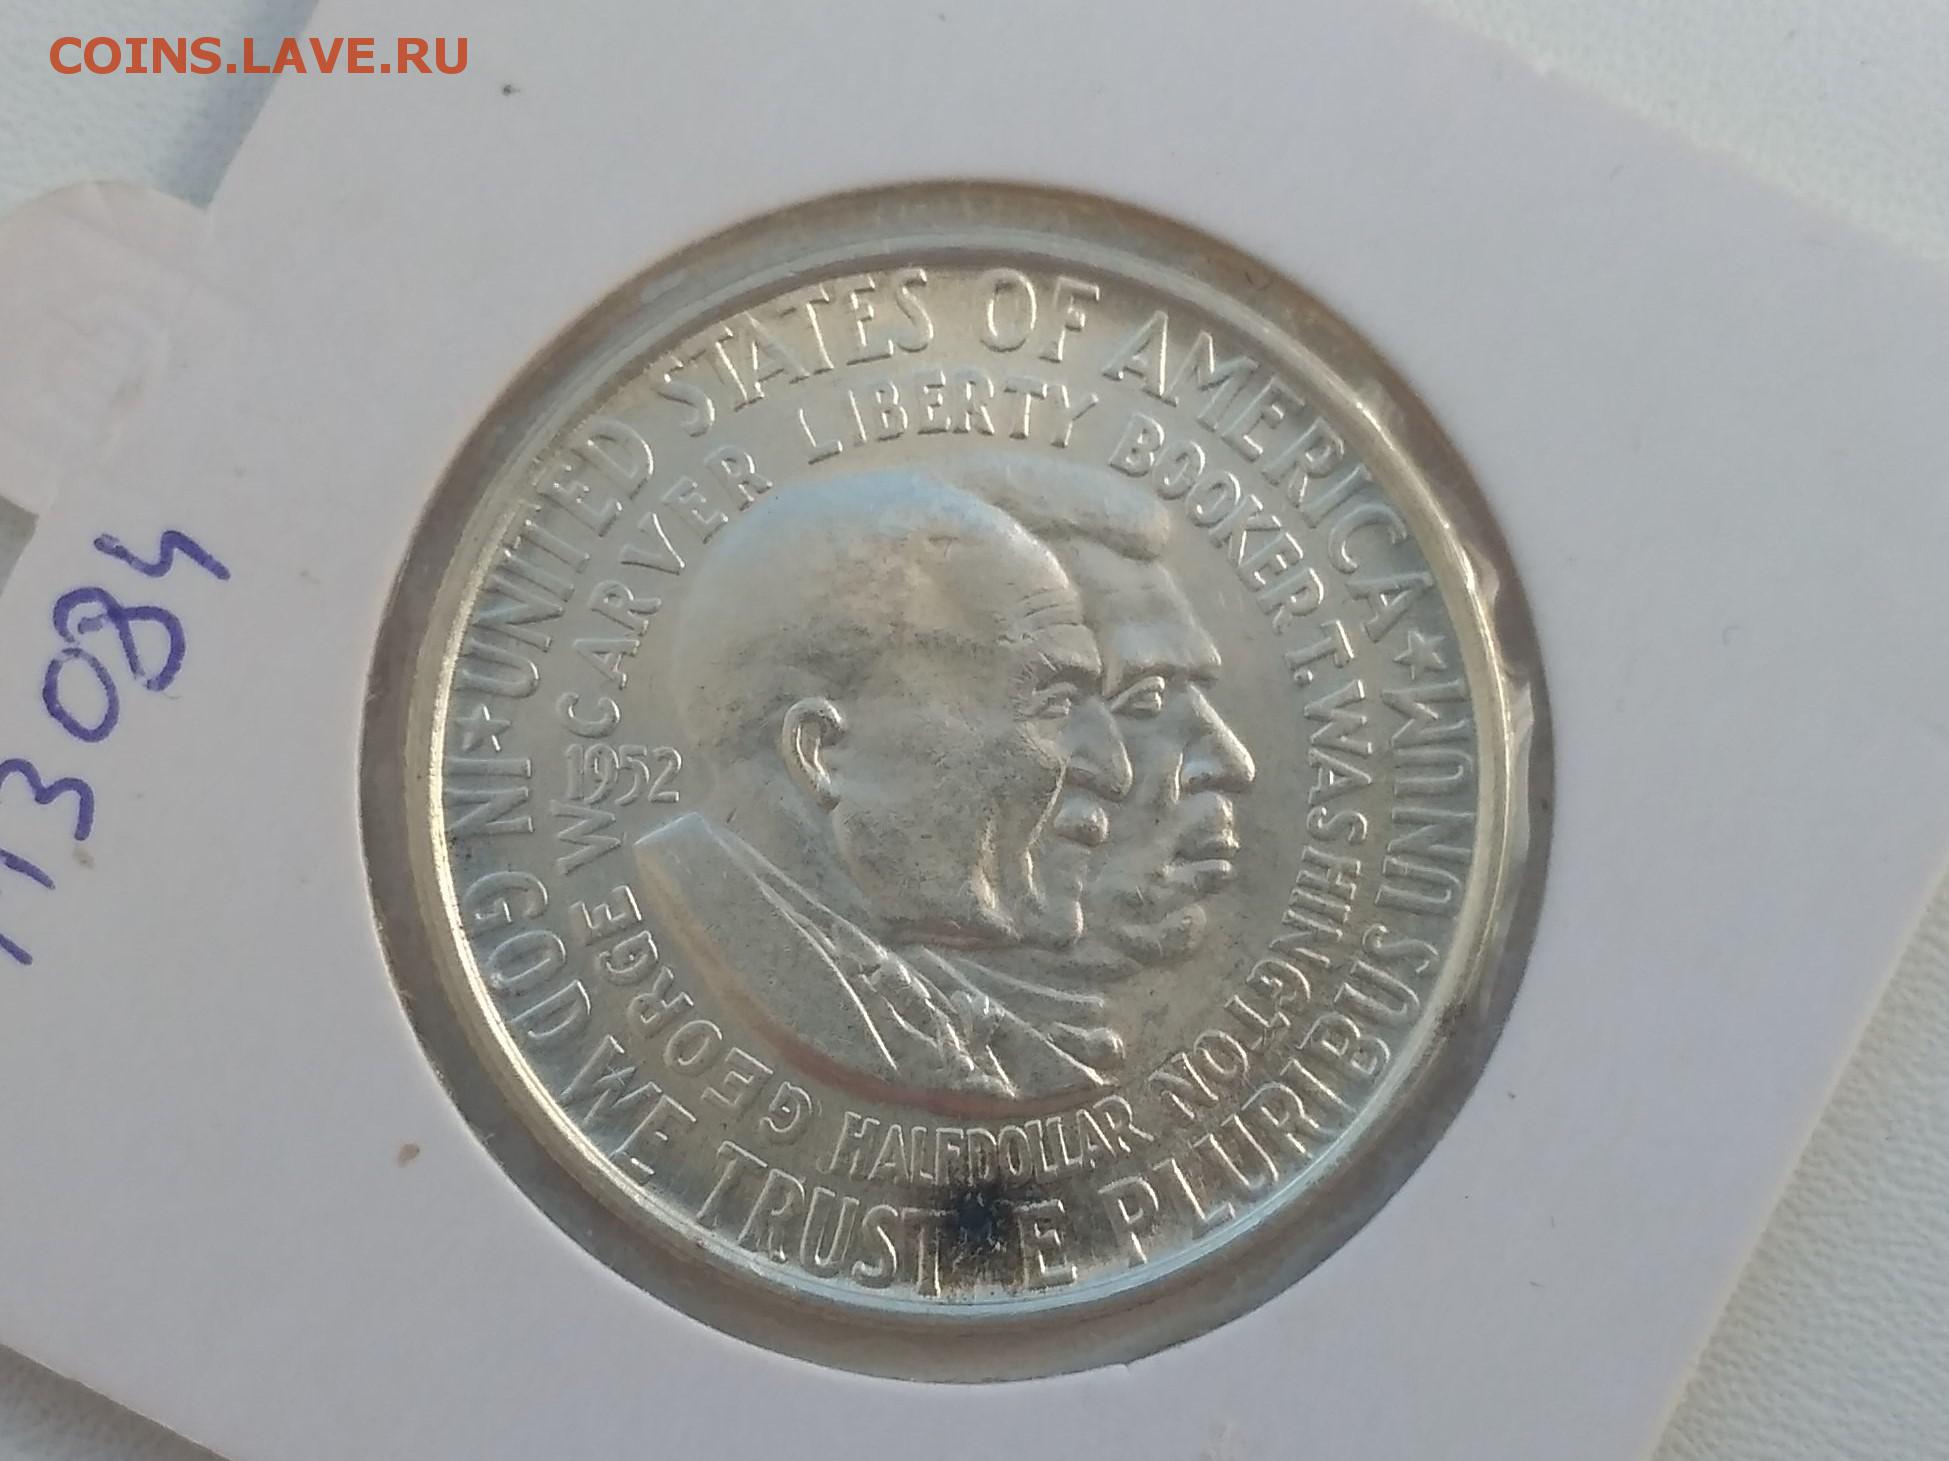 COINS.LAVE.RU
★ UNITED STATES OF AMERICA ★
IN GOD WE TRUST E PLURIBUS UNUM
GEORGE W CARVER LIBERTY BOOKER T. WASHINGTON
1952
HALF DOLLAR
13084